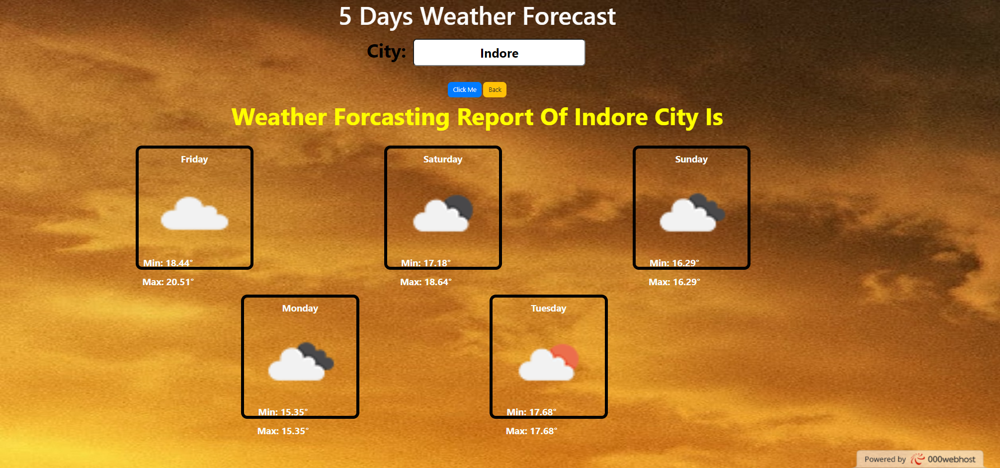 5 Days Weather Forecast
City: Indore
Click Me Back
Weather Forcasting Report Of Indore City Is
Friday Saturday Sunday
Min: 18.44° Min: 17.18° Min: 16.29°
Max: 20.51° Max: 18.64° Max: 16.29°
Monday Tuesday
Min: 15.35° Min: 17.68°
Max: 15.35° Max: 17.68°
Powered by 000webhost